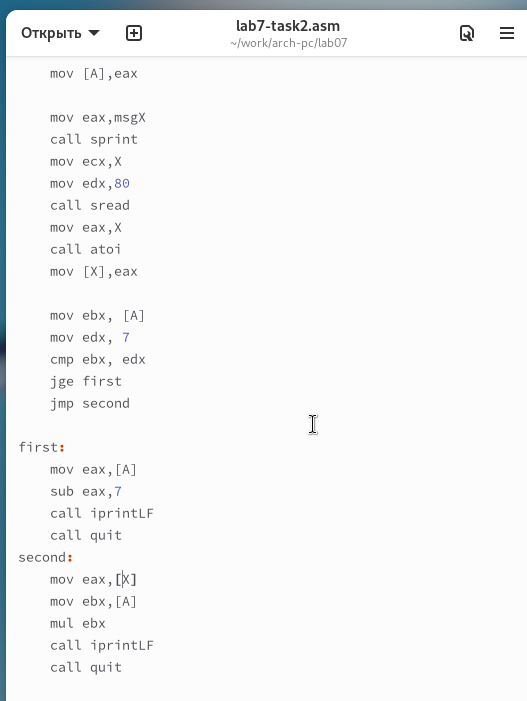 Открыть
lab7-task2.asm
~/work/arch-pc/lab07
mov [A],eax
mov eax,msgX
call sprint
mov ecx,X
mov edx,80
call sread
mov eax,X
call atoi
mov [X],eax
mov ebx, [A]
mov edx, 7
cmp ebx, edx
jge first
jmp second
first:
mov eax,[A]
sub eax,7
call iprintLF
call quit
second:
mov eax,[X]
mov ebx,[A]
mul ebx
call iprintLF
call quit